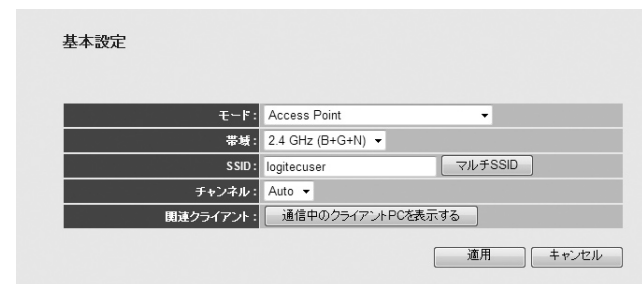 基本設定
モード: Access Point
帯域: 2.4 GHz (B+G+N)
SSID: logitecuser マルチSSID
チャンネル: Auto
関連クライアント: 通信中のクライアントPCを表示する
適用 キャンセル